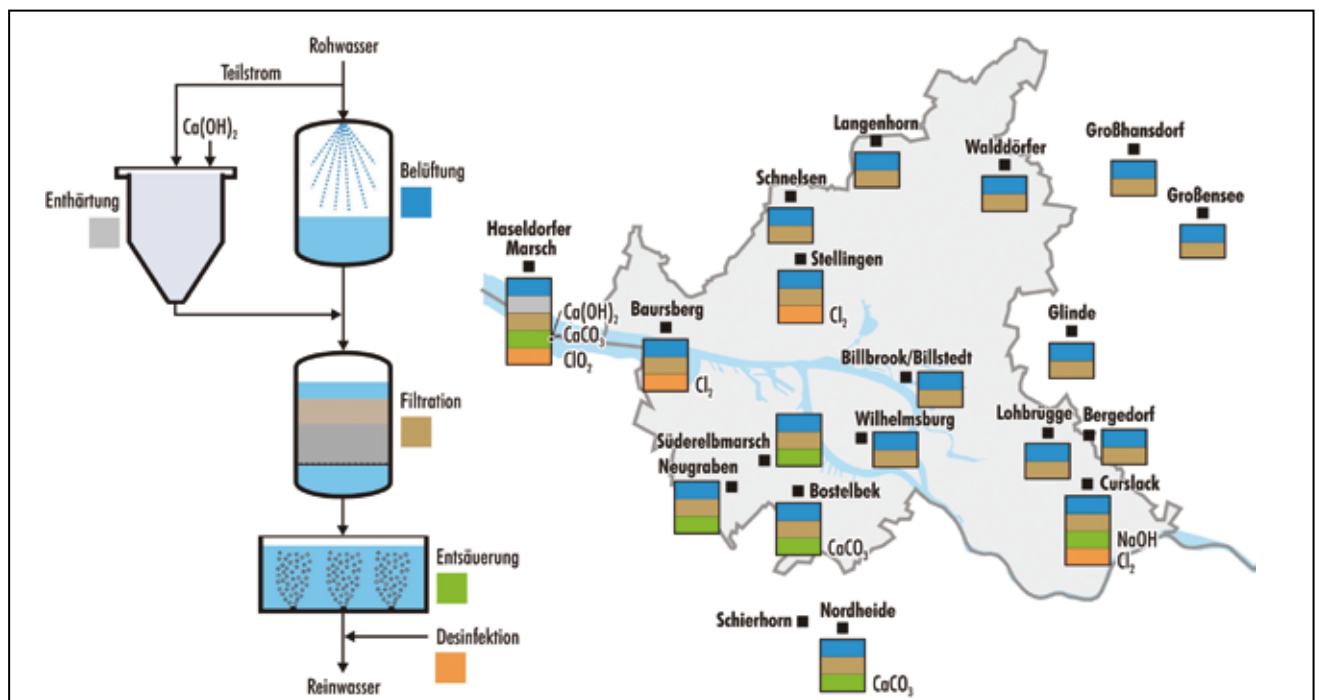 Rohwasser
Teilstrom
Ca(OH)₂
Enthärtung
Belüftung
Filtration
Entsäuerung
Desinfektion
Reinwasser
Haseldorfer
Marsch
Ca(OH)₂
CaCO₃
ClO₂
Baursberg
Cl₂
Schnelsen
Langenhorn
Stellingen
Cl₂
Walddörfer
Großhansdorf
Großensee
Glinde
Billbrook/Billstedt
Wilhelmsburg
Süderelbmarsch
Neugraben
Bostelbek
CaCO₃
Lohbrügge
Bergedorf
Curslack
NaOH
Cl₂
Schierhorn
Nordheide
CaCO₃